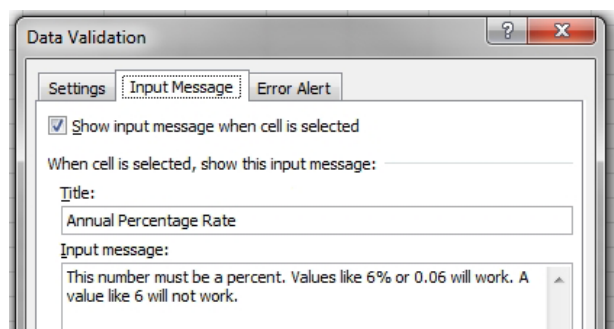 Data Validation
Settings Input Message Error Alert
Show input message when cell is selected
When cell is selected, show this input message:
Title:
Annual Percentage Rate
Input message:
This number must be a percent. Values like 6% or 0.06 will work. A
value like 6 will not work.